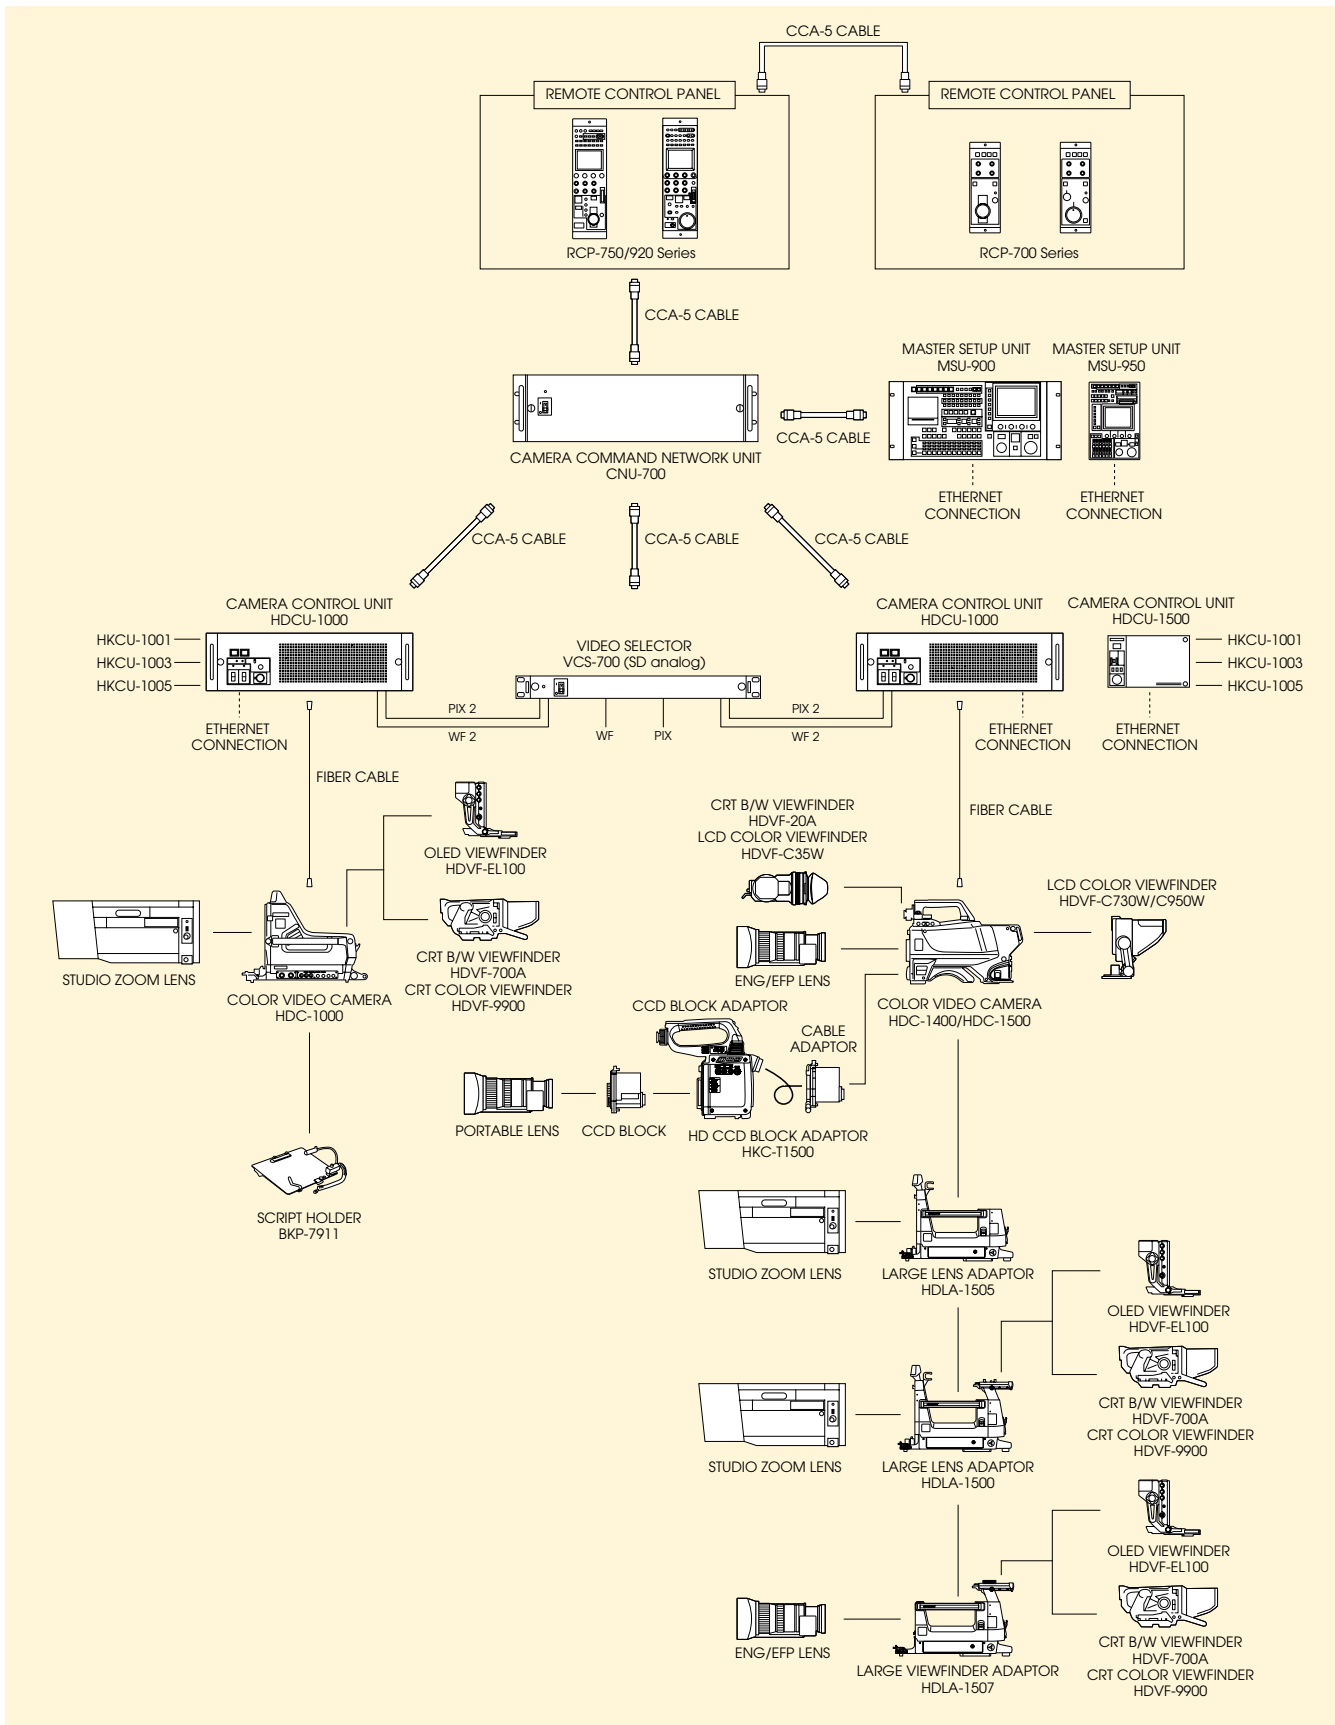 CCA-5 CABLE
REMOTE CONTROL PANEL
REMOTE CONTROL PANEL
RCP-750/920 Series
RCP-700 Series
CCA-5 CABLE
MASTER SETUP UNIT
MSU-900
MASTER SETUP UNIT
MSU-950
CCA-5 CABLE
CAMERA COMMAND NETWORK UNIT
CNU-700
ETHERNET
CONNECTION
ETHERNET
CONNECTION
CCA-5 CABLE
CCA-5 CABLE
CCA-5 CABLE
CAMERA CONTROL UNIT
HDCU-1000
CAMERA CONTROL UNIT
HDCU-1000
CAMERA CONTROL UNIT
HDCU-1500
HKCU-1001
HKCU-1003
HKCU-1005
VIDEO SELECTOR
VCS-700 (SD analog)
HKCU-1001
HKCU-1003
HKCU-1005
PIX 2
WF 2
WF
PIX
PIX 2
WF 2
ETHERNET
CONNECTION
ETHERNET
CONNECTION
ETHERNET
CONNECTION
FIBER CABLE
FIBER CABLE
OLED VIEWFINDER
HDVF-EL100
CRT B/W VIEWFINDER
HDVF-20A
LCD COLOR VIEWFINDER
HDVF-C35W
LCD COLOR VIEWFINDER
HDVF-C730W/C950W
STUDIO ZOOM LENS
CRT B/W VIEWFINDER
HDVF-700A
CRT COLOR VIEWFINDER
HDVF-9900
ENG/EFP LENS
COLOR VIDEO CAMERA
HDC-1000
COLOR VIDEO CAMERA
HDC-1400/HDC-1500
CCD BLOCK ADAPTOR
CABLE
ADAPTOR
PORTABLE LENS
CCD BLOCK
HD CCD BLOCK ADAPTOR
HKC-T1500
SCRIPT HOLDER
BKP-7911
STUDIO ZOOM LENS
LARGE LENS ADAPTOR
HDLA-1505
OLED VIEWFINDER
HDVF-EL100
CRT B/W VIEWFINDER
HDVF-700A
CRT COLOR VIEWFINDER
HDVF-9900
STUDIO ZOOM LENS
LARGE LENS ADAPTOR
HDLA-1500
OLED VIEWFINDER
HDVF-EL100
ENG/EFP LENS
LARGE VIEWFINDER ADAPTOR
HDLA-1507
CRT B/W VIEWFINDER
HDVF-700A
CRT COLOR VIEWFINDER
HDVF-9900